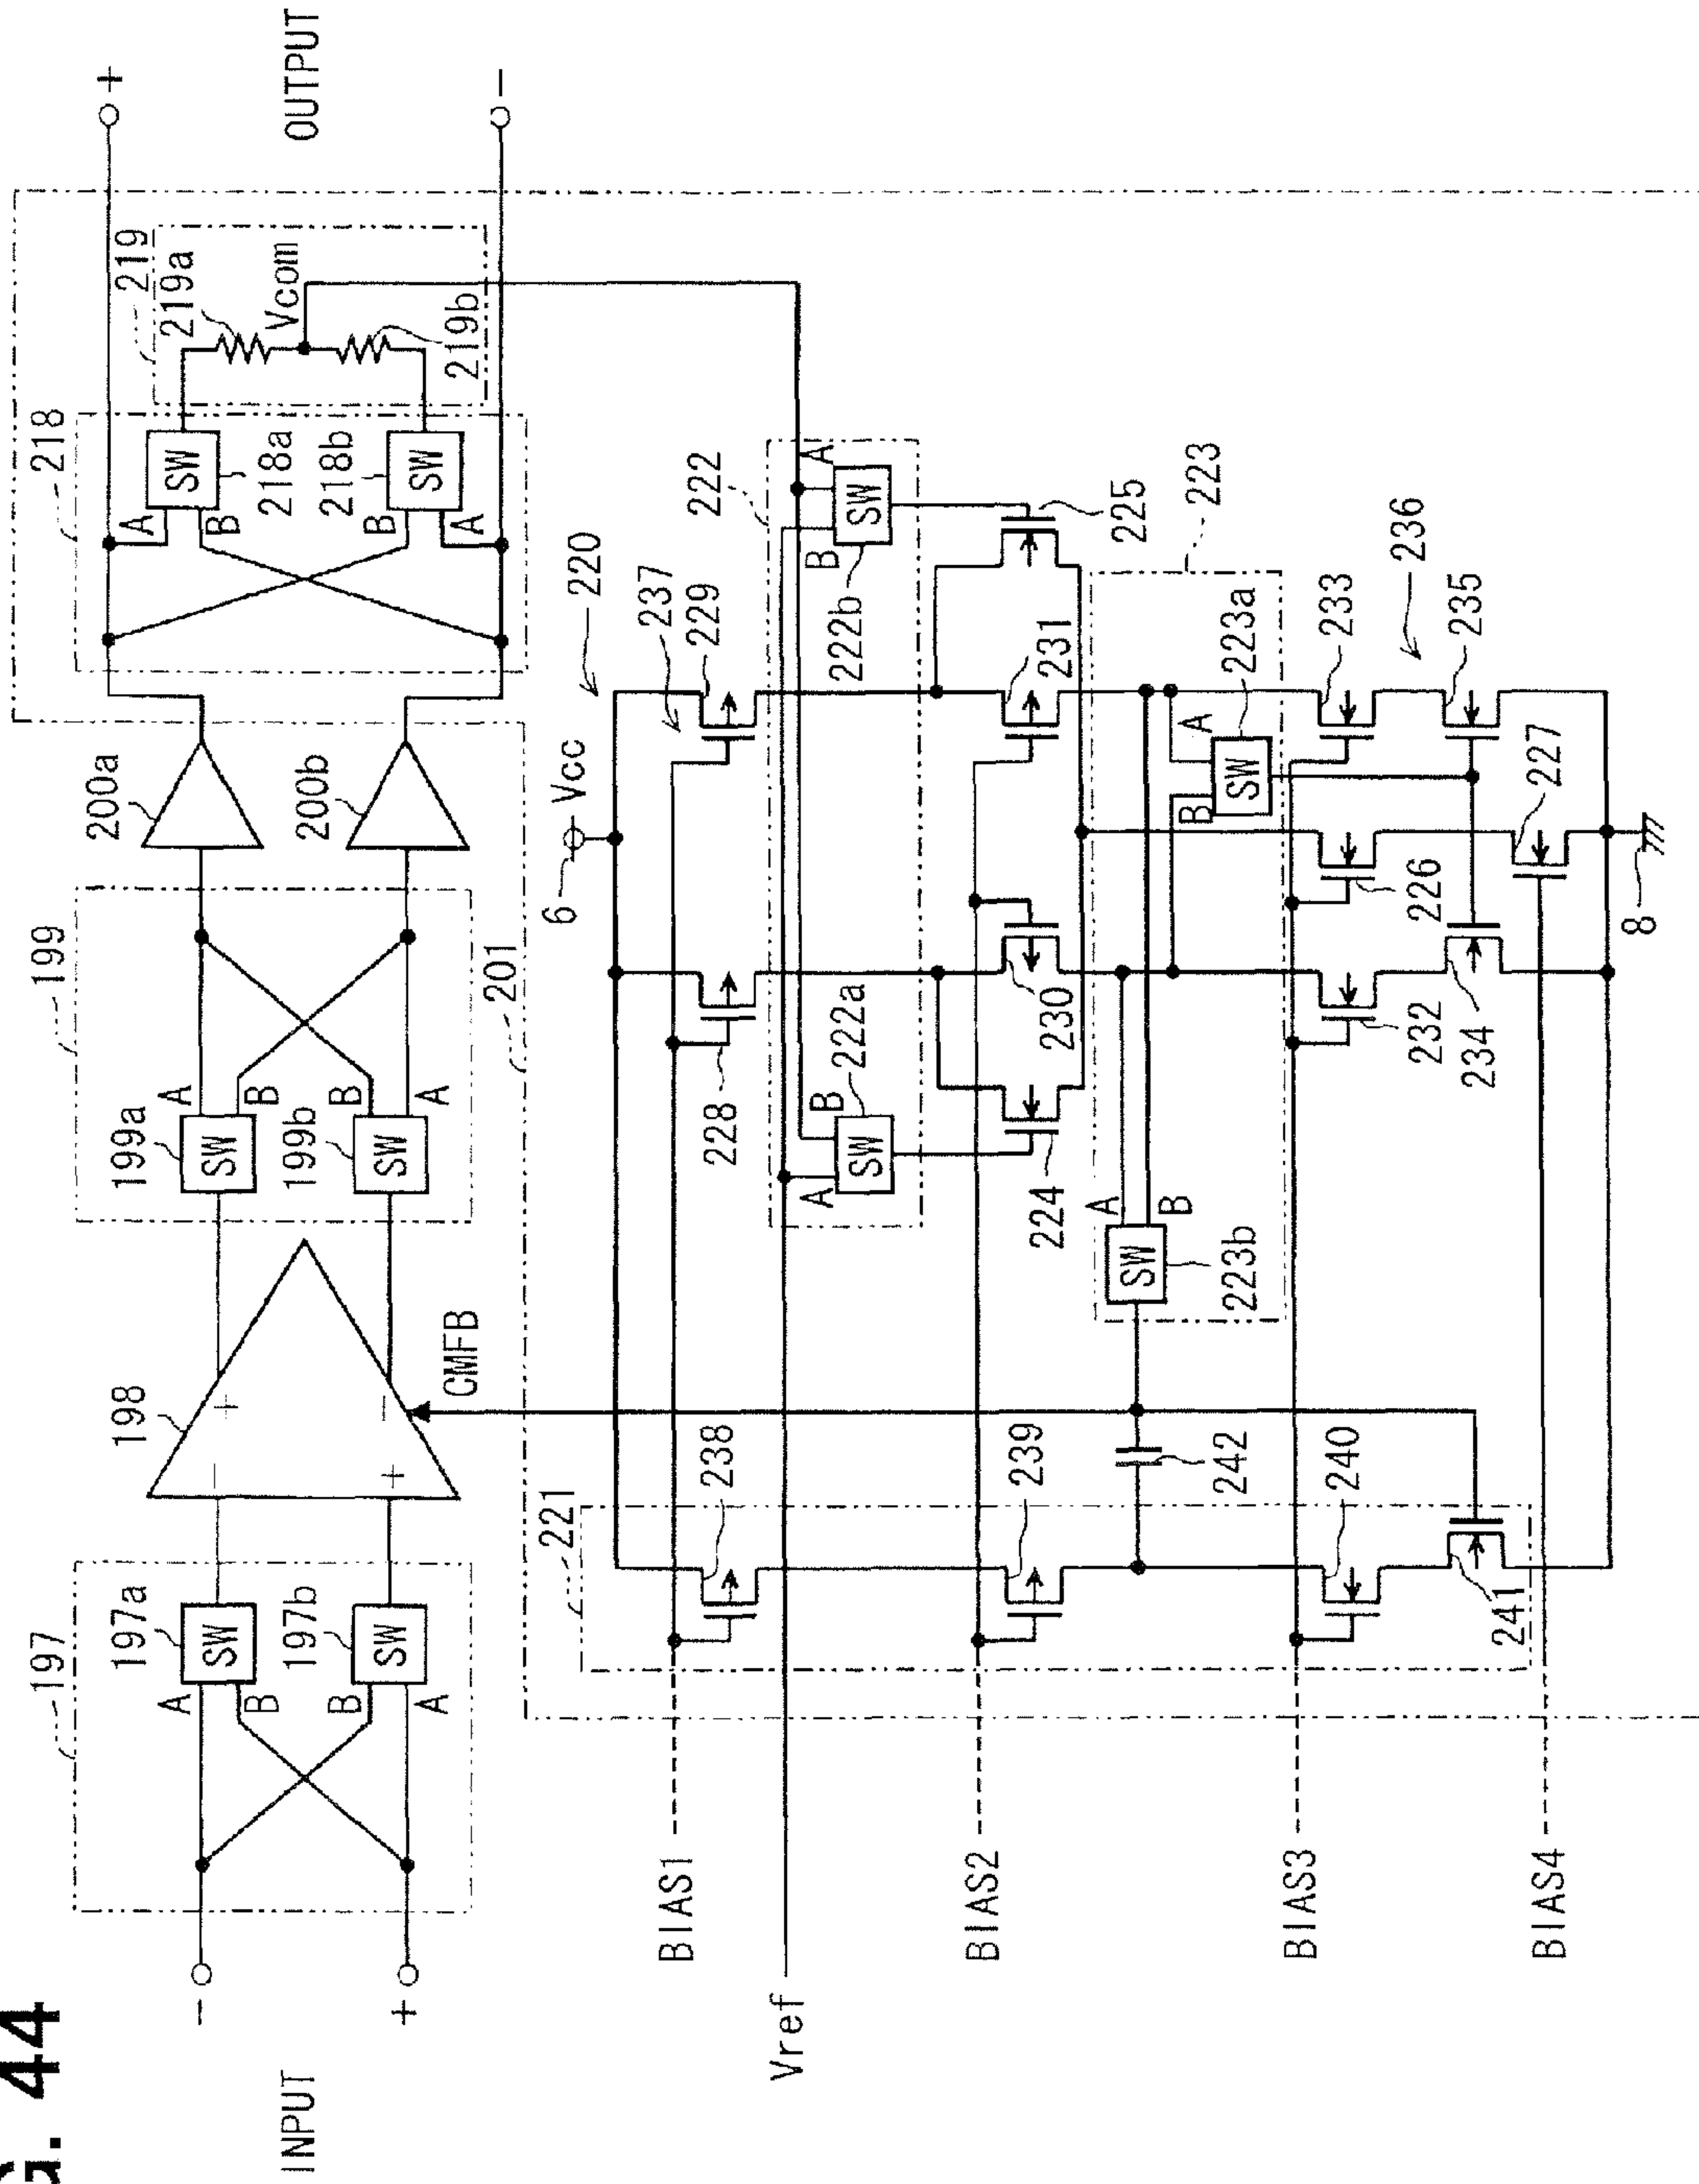 G. 44
INPUT
−
+
197
197a
197b
SW
SW
A
B
B
A
198
−
+
+
−
CMFB
199
199a
199b
SW
SW
A
B
B
A
200a
200b
201
218
A
B
B
A
SW
SW
218a
218b
219
219a
Vcom
219b
+
−
OUTPUT
6
Vcc
220
237
229
228
222
222a
222b
SW
SW
A
B
B
A
225
231
230
224
223
223a
223b
SW
SW
A
B
A
B
233
236
235
227
226
232
234
8
221
238
239
242
240
241
BIAS1
Vref
BIAS2
BIAS3
BIAS4